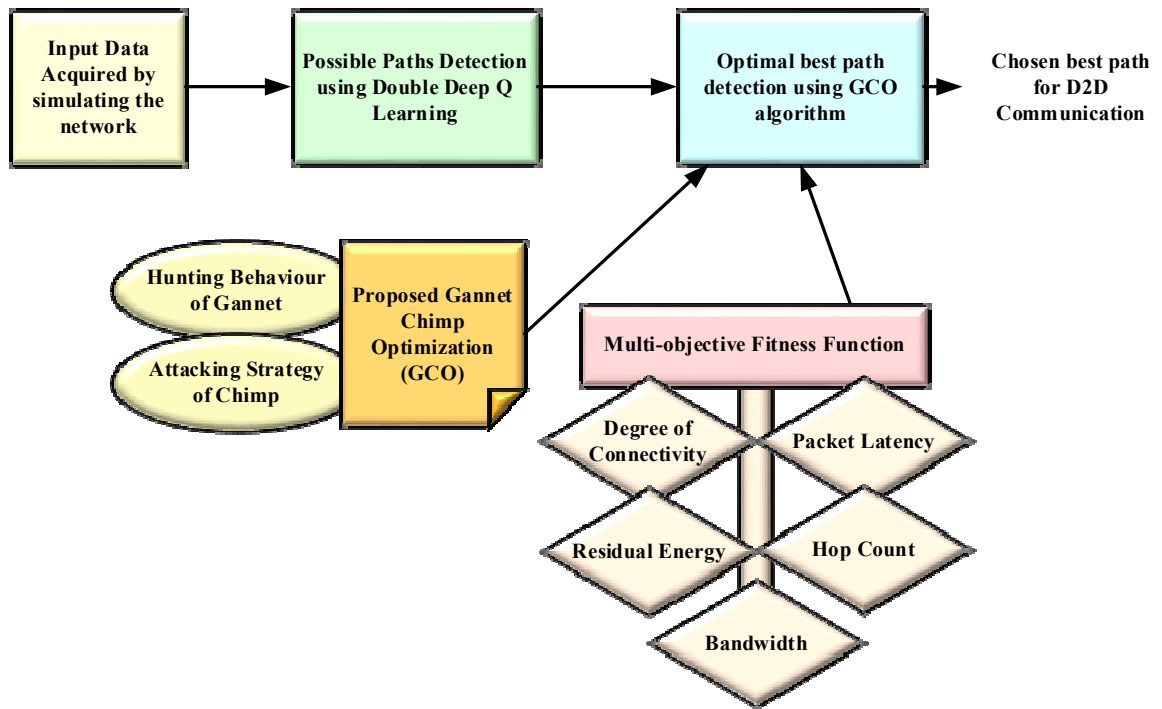 Input Data
Acquired by
simulating the
network
Possible Paths Detection
using Double Deep Q
Learning
Optimal best path
detection using GCO
algorithm
Chosen best path
for D2D
Communication
Hunting Behaviour
of Gannet
Attacking Strategy
of Chimp
Proposed Gannet
Chimp
Optimization
(GCO)
Multi-objective Fitness Function
Degree of
Connectivity
Packet Latency
Residual Energy
Hop Count
Bandwidth